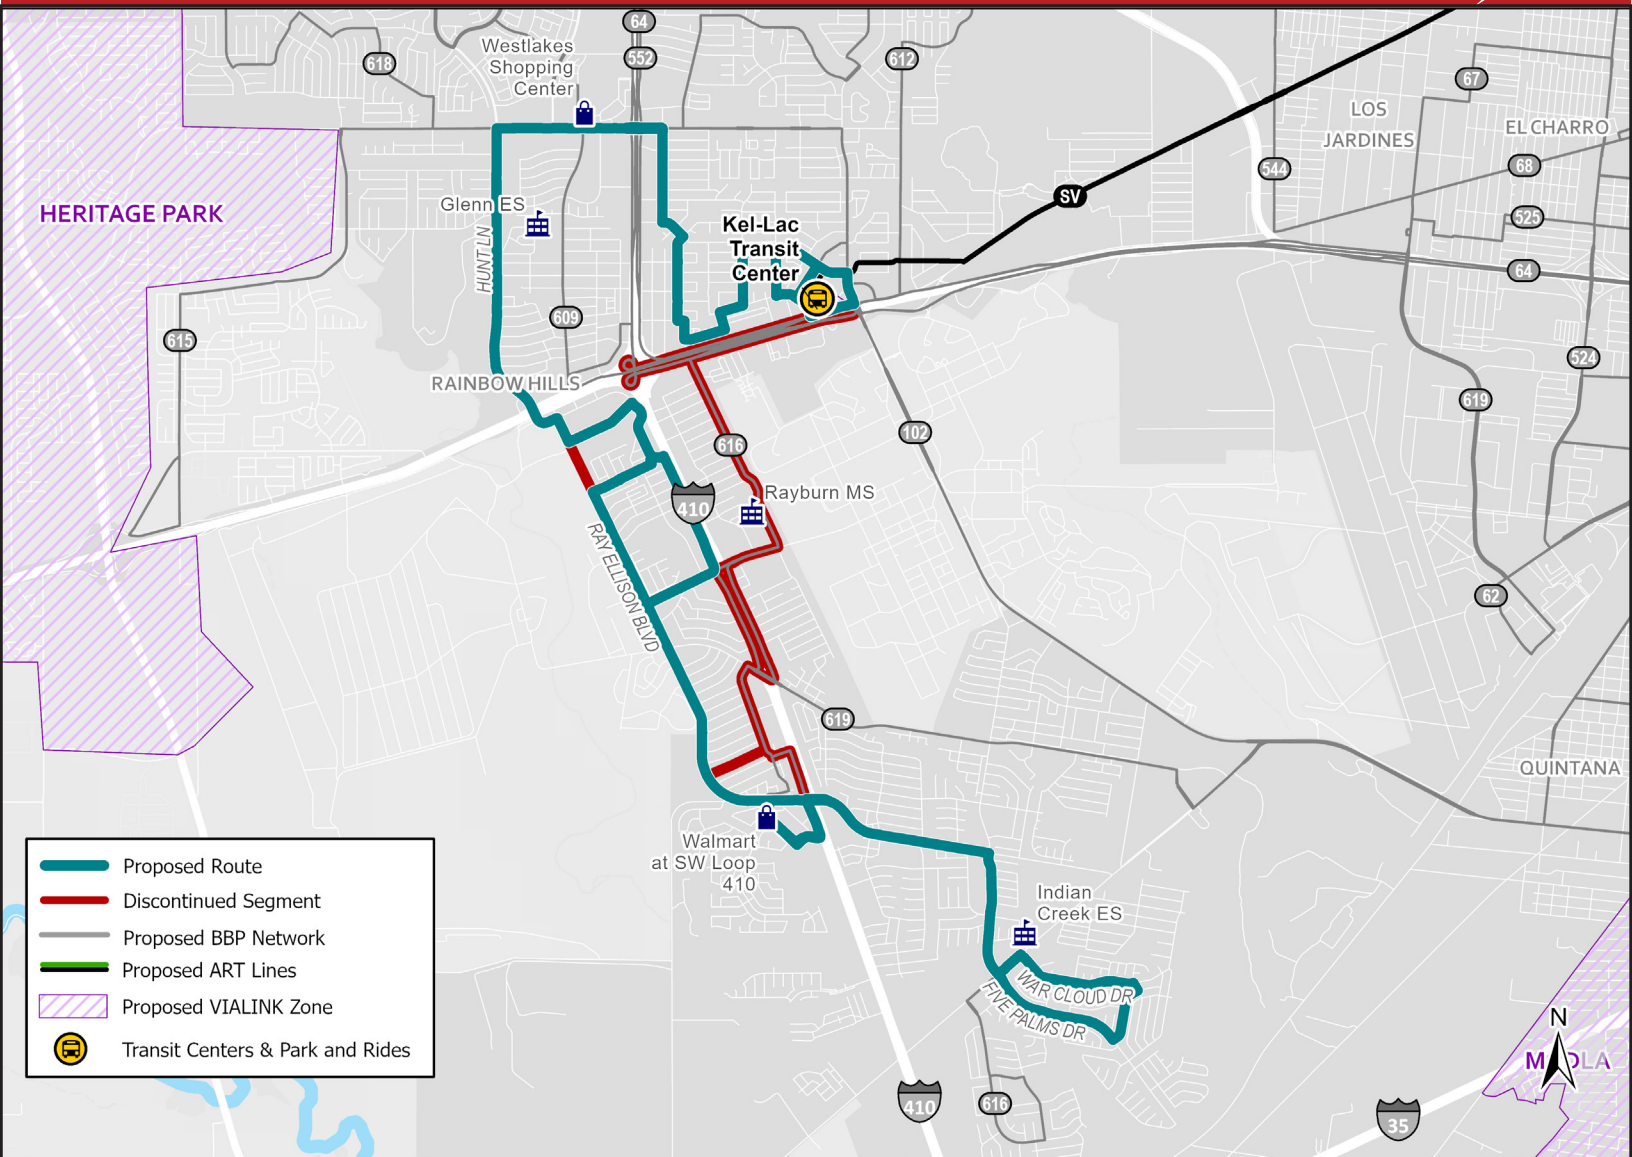 64
Westlakes
Shopping
Center
552
618
612
67
LOS
JARDINES
EL CHARRO
68
544
SV
HERITAGE PARK
Glenn ES
HUNT LN
Kel-Lac
Transit
Center
525
64
609
615
524
RAINBOW HILLS
619
616
102
Rayburn MS
410
RAY ELLISON BLVD
62
619
QUINTANA
Walmart
at SW Loop
410
Indian
Creek ES
WAR CLOUD DR
FIVE PALMS DR
410
616
35
N
Proposed Route
Discontinued Segment
Proposed BBP Network
Proposed ART Lines
Proposed VIALINK Zone
Transit Centers & Park and Rides